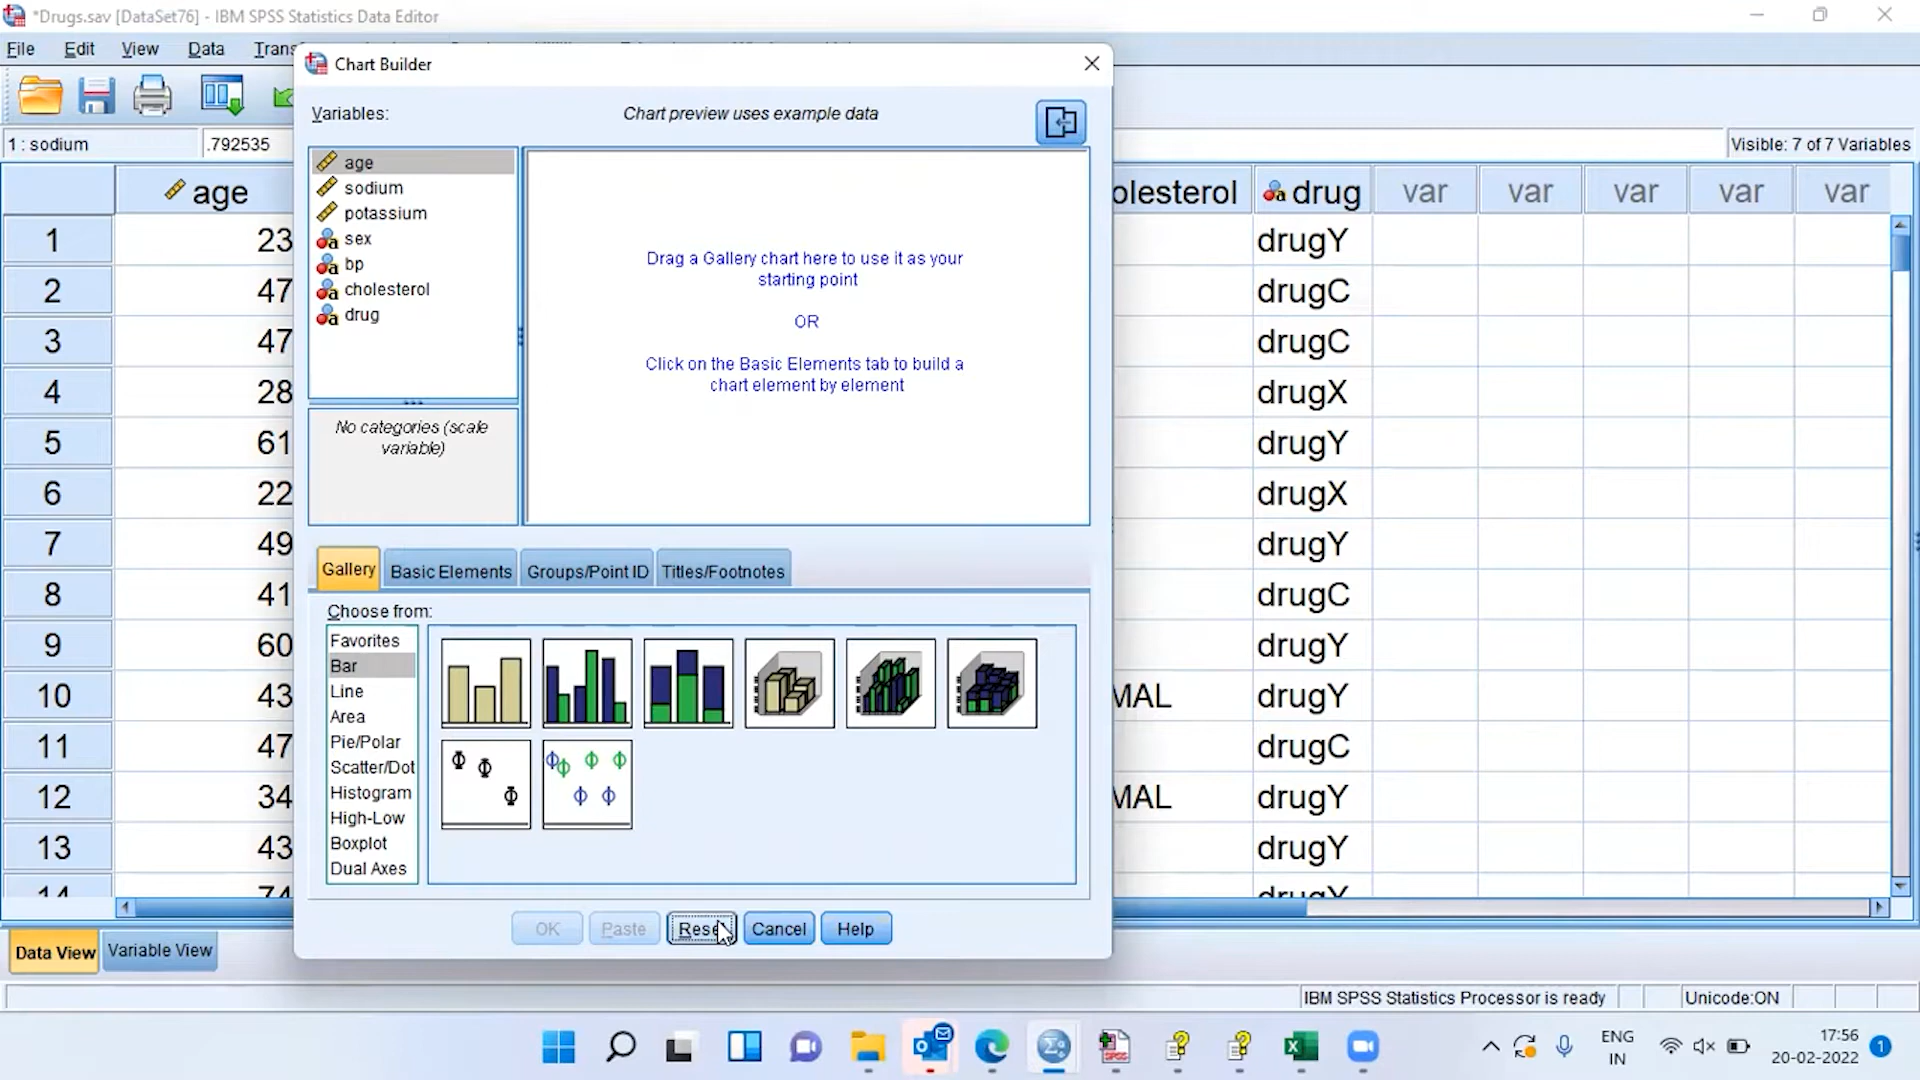 *Drugs.sav [DataSet76] - IBM SPSS Statistics Data Editor
File Edit View Data
Chart Builder
Variables:
Chart preview uses example data
1 : sodium .792535
Visible: 7 of 7 Variables
age
sodium
potassium
sex
bp
cholesterol
drug
No categories (scale
variable)
Drag a Gallery chart here to use it as your
starting point
OR
Click on the Basic Elements tab to build a
chart element by element
Gallery Basic Elements Groups/Point ID Titles/Footnotes
Choose from:
Favorites
Bar
Line
Area
Pie/Polar
Scatter/Dot
Histogram
High-Low
Boxplot
Dual Axes
OK Paste Cancel Help
age olesterol drug var var var var var
1 23 drugY
2 47 drugC
3 47 drugC
4 28 drugX
5 61 drugY
6 22 drugX
7 49 drugY
8 41 drugC
9 60 drugY
10 43 MAL drugY
11 47 drugC
12 34 MAL drugY
13 43 drugY
14 74 drugY
Data View Variable View
IBM SPSS Statistics Processor is ready Unicode:ON
ENG
IN
17:56
20-02-2022
1